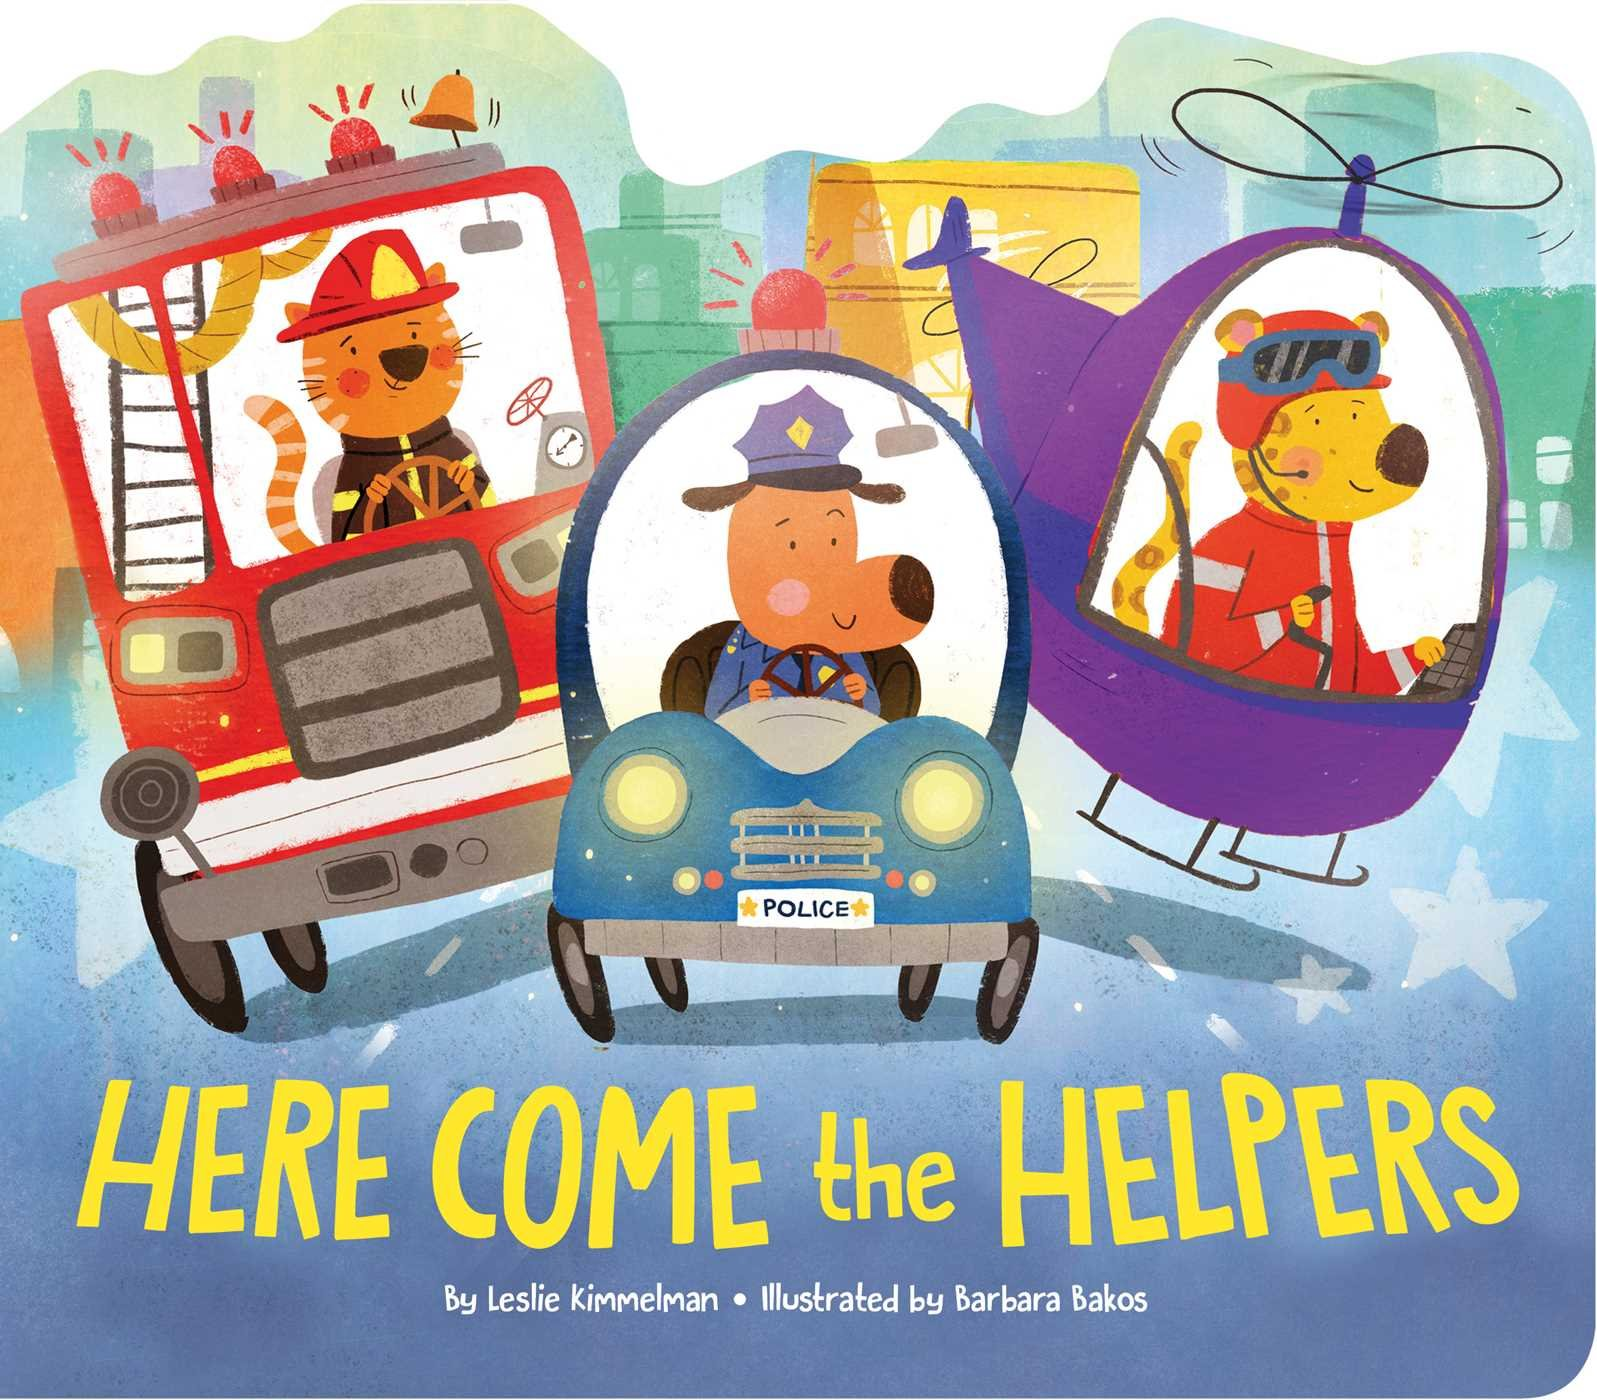 POLICE
HERE COME the HELPERS
By Leslie Kimmelman • Illustrated by Barbara Bakos